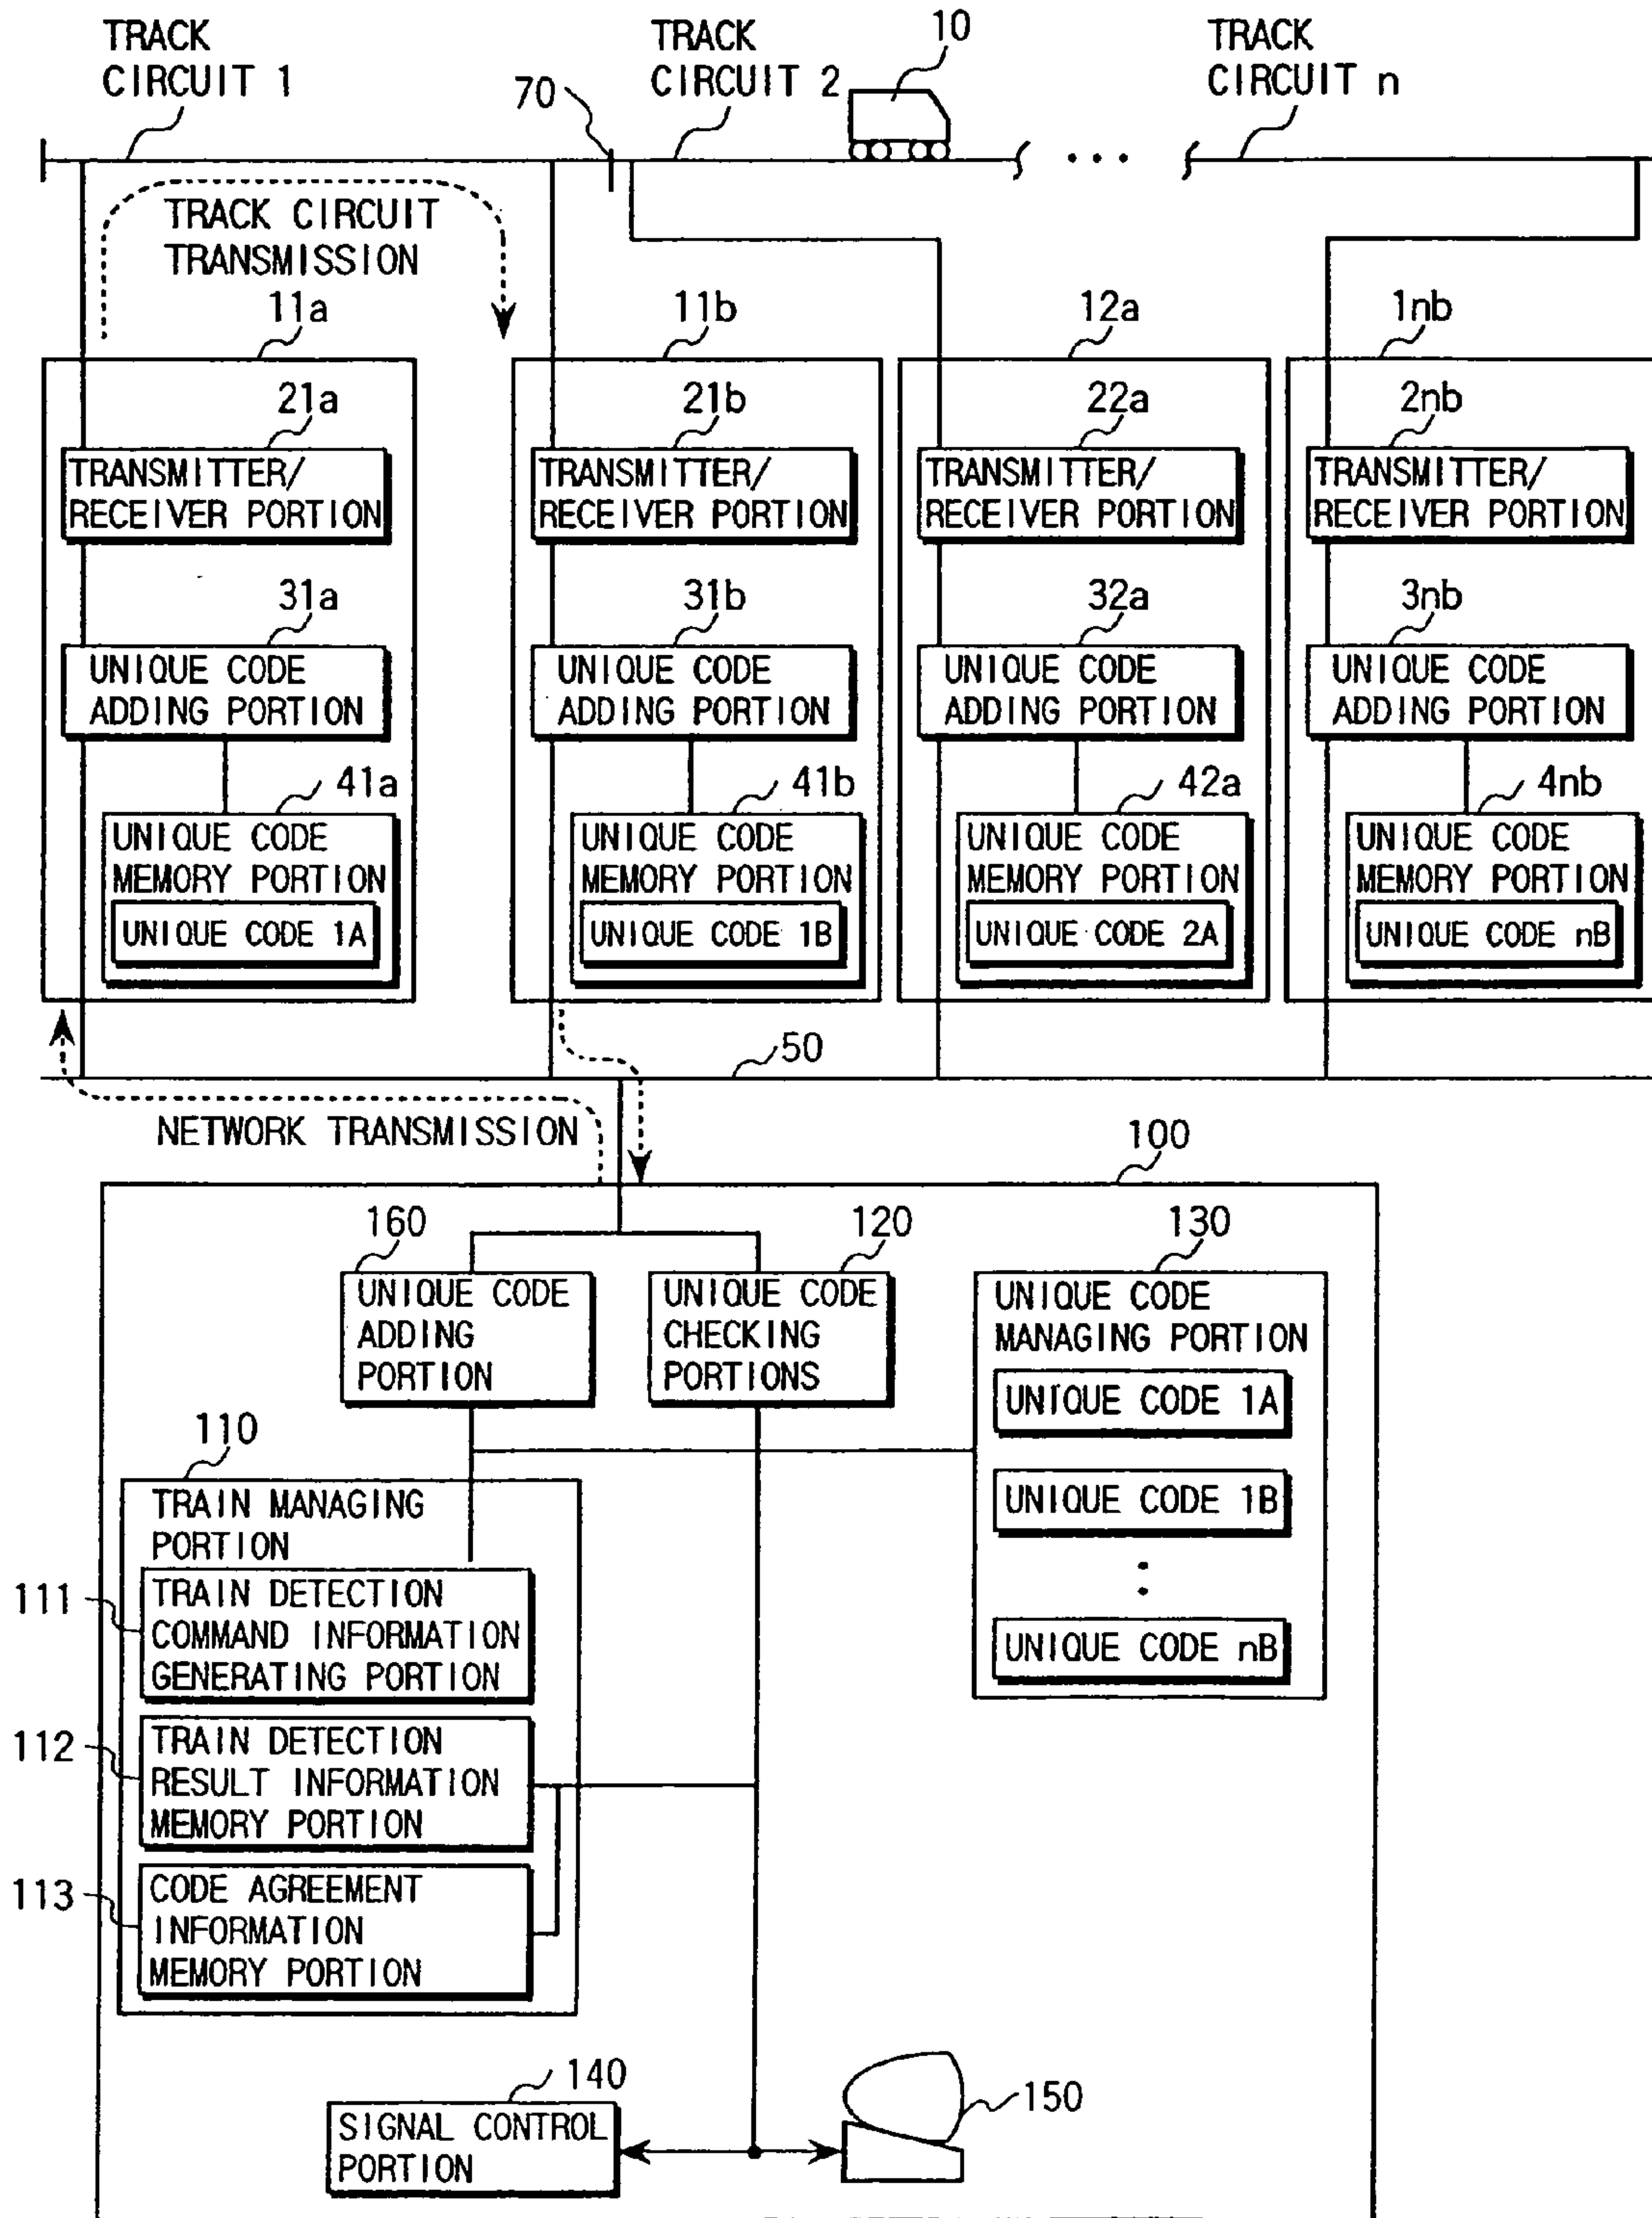 TRACK CIRCUIT 1
70
TRACK CIRCUIT 2
10
TRACK CIRCUIT n
TRACK CIRCUIT
TRANSMISSION
11a
11b
12a
1nb
21a
21b
22a
2nb
TRANSMITTER/
RECEIVER PORTION
TRANSMITTER/
RECEIVER PORTION
TRANSMITTER/
RECEIVER PORTION
TRANSMITTER/
RECEIVER PORTION
31a
31b
32a
3nb
UNIQUE CODE
ADDING PORTION
UNIQUE CODE
ADDING PORTION
UNIQUE CODE
ADDING PORTION
UNIQUE CODE
ADDING PORTION
41a
41b
42a
4nb
UNIQUE CODE
MEMORY PORTION
UNIQUE CODE 1A
UNIQUE CODE
MEMORY PORTION
UNIQUE CODE 1B
UNIQUE CODE
MEMORY PORTION
UNIQUE CODE 2A
UNIQUE CODE
MEMORY PORTION
UNIQUE CODE nB
50
NETWORK TRANSMISSION
100
160
120
130
UNIQUE CODE
ADDING
PORTION
UNIQUE CODE
CHECKING
PORTIONS
UNIQUE CODE
MANAGING PORTION
UNIQUE CODE 1A
UNIQUE CODE 1B
:
UNIQUE CODE nB
110
TRAIN MANAGING
PORTION
111
TRAIN DETECTION
COMMAND INFORMATION
GENERATING PORTION
112
TRAIN DETECTION
RESULT INFORMATION
MEMORY PORTION
113
CODE AGREEMENT
INFORMATION
MEMORY PORTION
140
SIGNAL CONTROL
PORTION
150